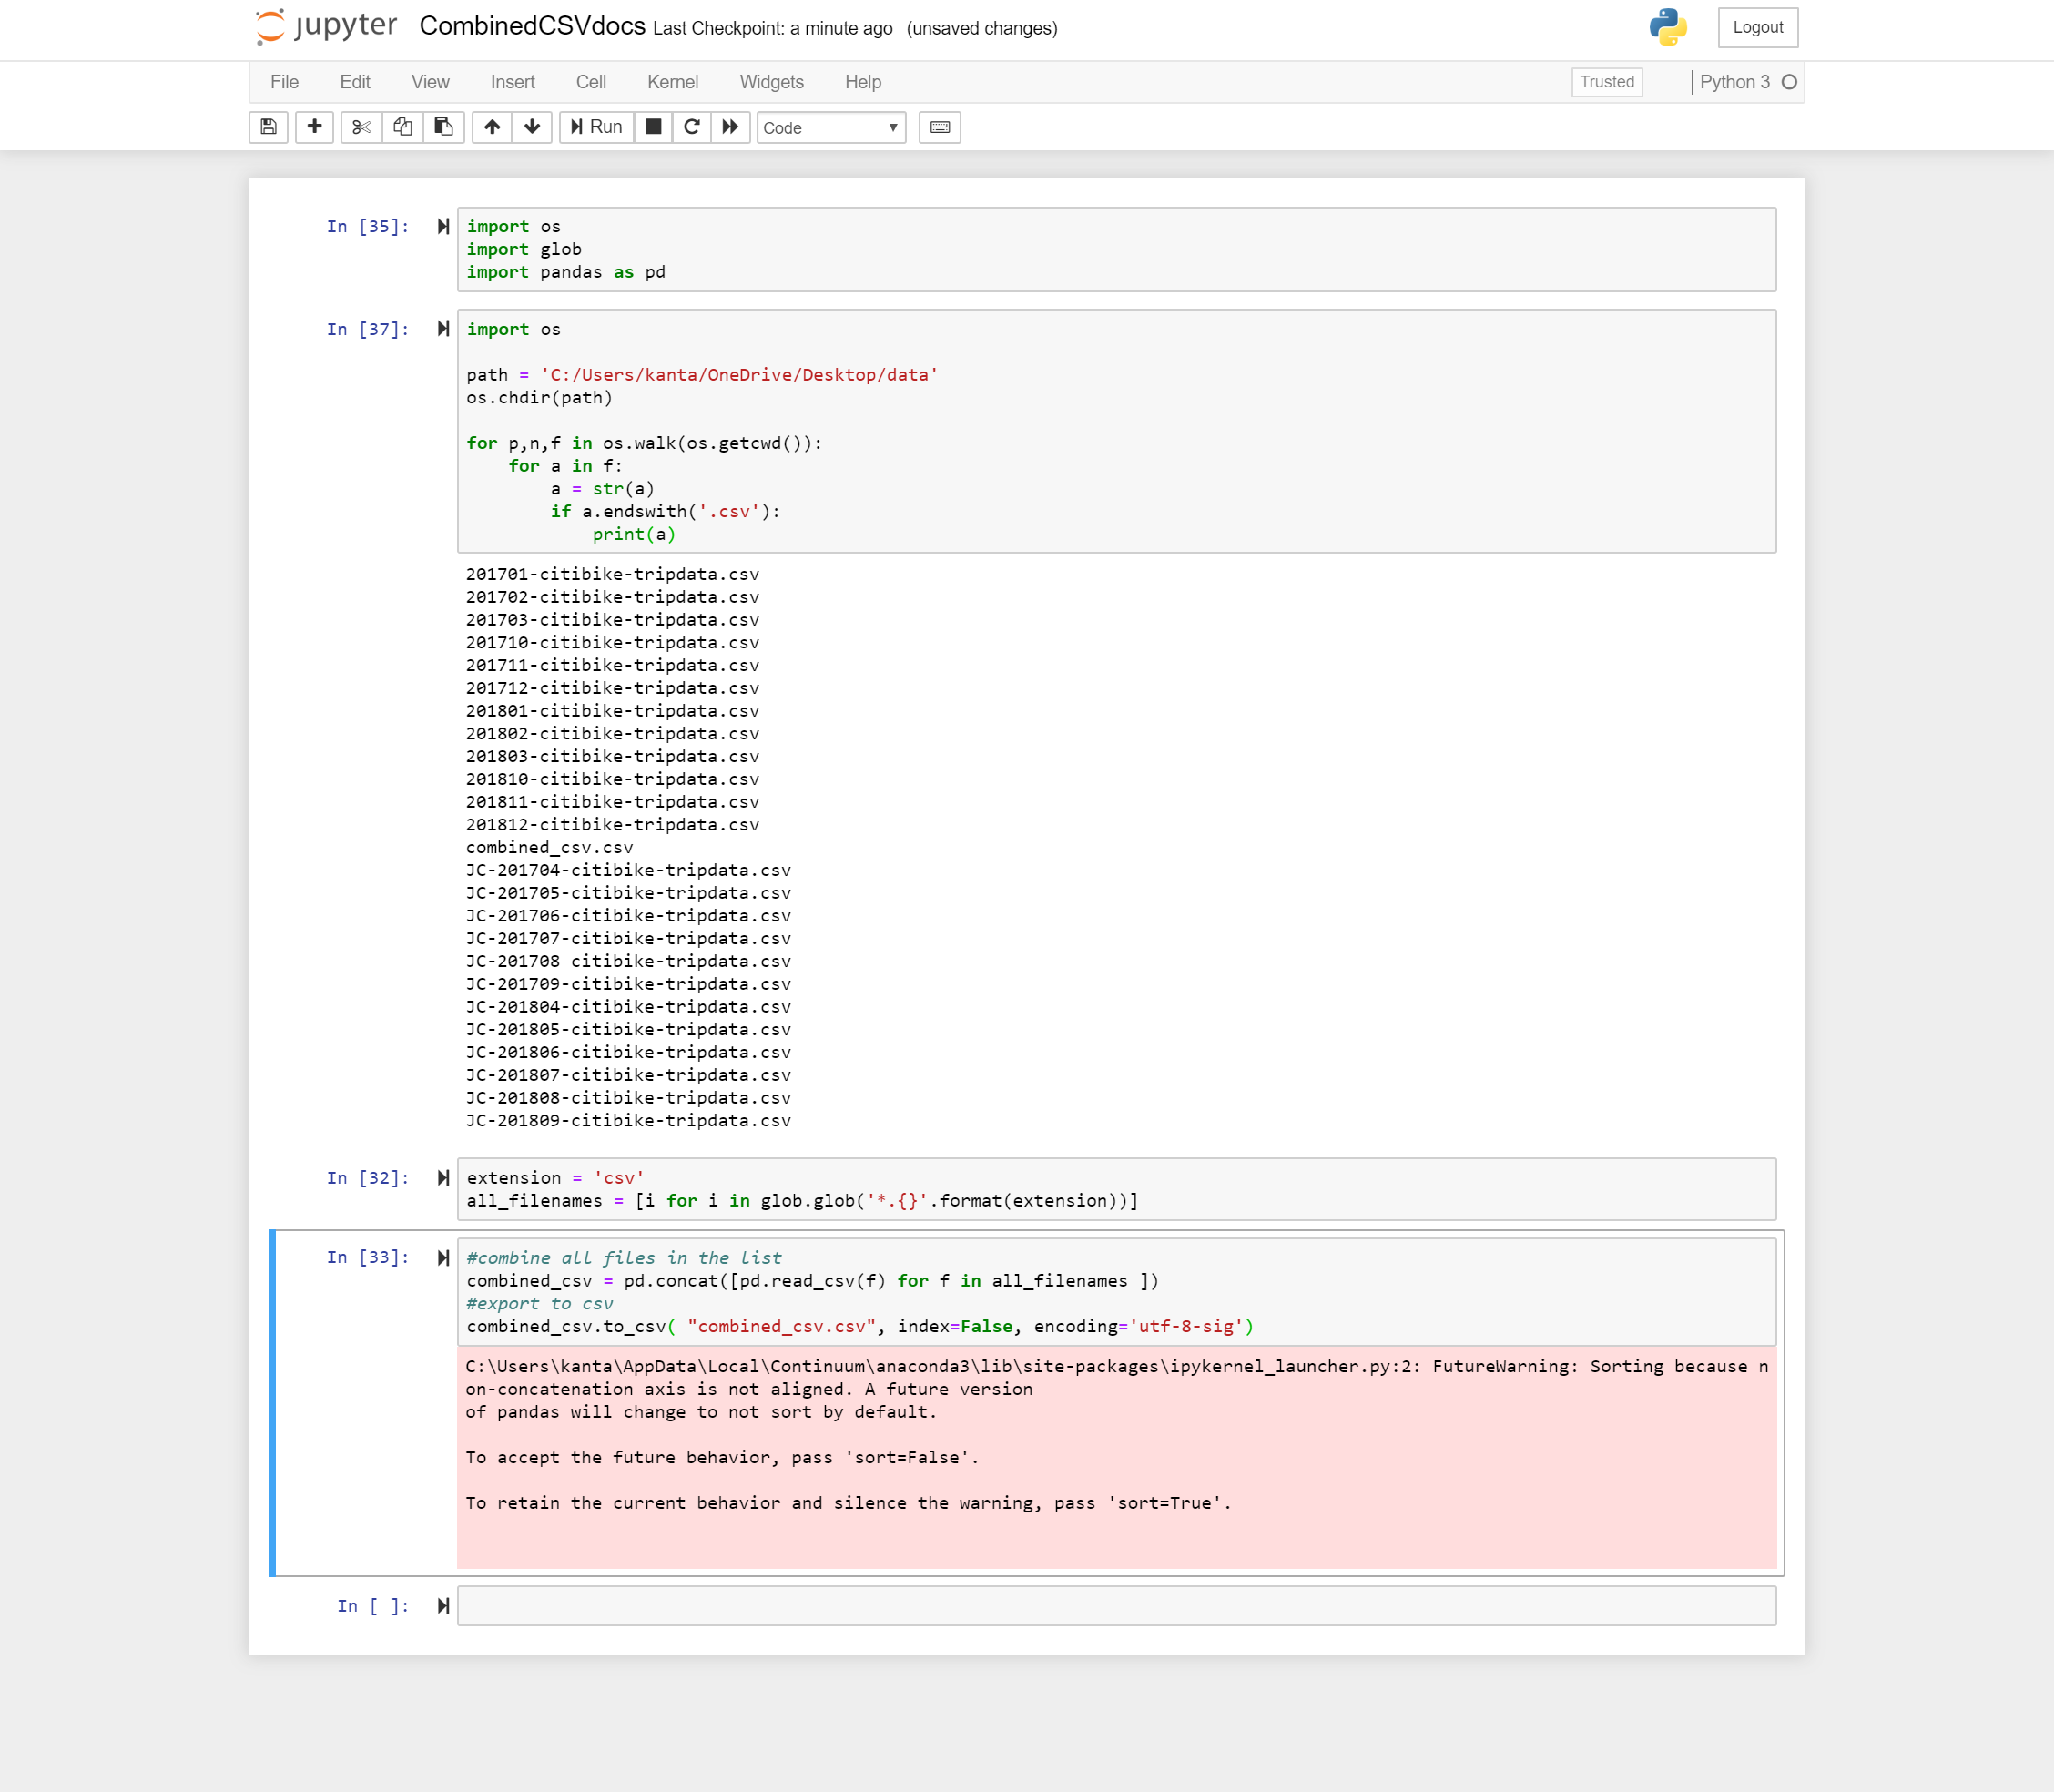 jupyter CombinedCSVdocs Last Checkpoint: a minute ago (unsaved changes) Logout
File Edit View Insert Cell Kernel Widgets Help Trusted Python 3
Run Code
In [35]: import os
import glob
import pandas as pd
In [37]: import os
path = 'C:/Users/kanta/OneDrive/Desktop/data'
os.chdir(path)
for p,n,f in os.walk(os.getcwd()):
    for a in f:
        a = str(a)
        if a.endswith('.csv'):
            print(a)
201701-citibike-tripdata.csv
201702-citibike-tripdata.csv
201703-citibike-tripdata.csv
201710-citibike-tripdata.csv
201711-citibike-tripdata.csv
201712-citibike-tripdata.csv
201801-citibike-tripdata.csv
201802-citibike-tripdata.csv
201803-citibike-tripdata.csv
201810-citibike-tripdata.csv
201811-citibike-tripdata.csv
201812-citibike-tripdata.csv
combined_csv.csv
JC-201704-citibike-tripdata.csv
JC-201705-citibike-tripdata.csv
JC-201706-citibike-tripdata.csv
JC-201707-citibike-tripdata.csv
JC-201708 citibike-tripdata.csv
JC-201709-citibike-tripdata.csv
JC-201804-citibike-tripdata.csv
JC-201805-citibike-tripdata.csv
JC-201806-citibike-tripdata.csv
JC-201807-citibike-tripdata.csv
JC-201808-citibike-tripdata.csv
JC-201809-citibike-tripdata.csv
In [32]: extension = 'csv'
all_filenames = [i for i in glob.glob('*.{}'.format(extension))]
In [33]: #combine all files in the list
combined_csv = pd.concat([pd.read_csv(f) for f in all_filenames ])
#export to csv
combined_csv.to_csv( "combined_csv.csv", index=False, encoding='utf-8-sig')
C:\Users\kanta\AppData\Local\Continuum\anaconda3\lib\site-packages\ipykernel_launcher.py:2: FutureWarning: Sorting because n
on-concatenation axis is not aligned. A future version
of pandas will change to not sort by default.
To accept the future behavior, pass 'sort=False'.
To retain the current behavior and silence the warning, pass 'sort=True'.
In [ ]: